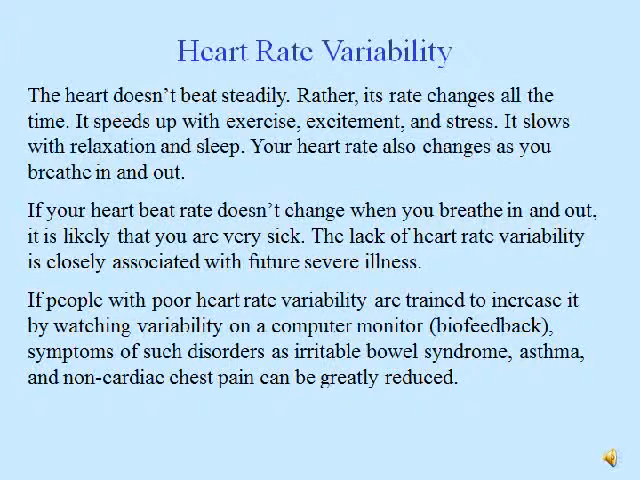 Heart Rate Variability
The heart doesn't beat steadily. Rather, its rate changes all the
time. It speeds up with exercise, excitement, and stress. It slows
with relaxation and sleep. Your heart rate also changes as you
breathe in and out.
If your heart beat rate doesn't change when you breathe in and out,
it is likely that you are very sick. The lack of heart rate variability
is closely associated with future severe illness.
If people with poor heart rate variability are trained to increase it
by watching variability on a computer monitor (biofeedback),
symptoms of such disorders as irritable bowel syndrome, asthma,
and non-cardiac chest pain can be greatly reduced.